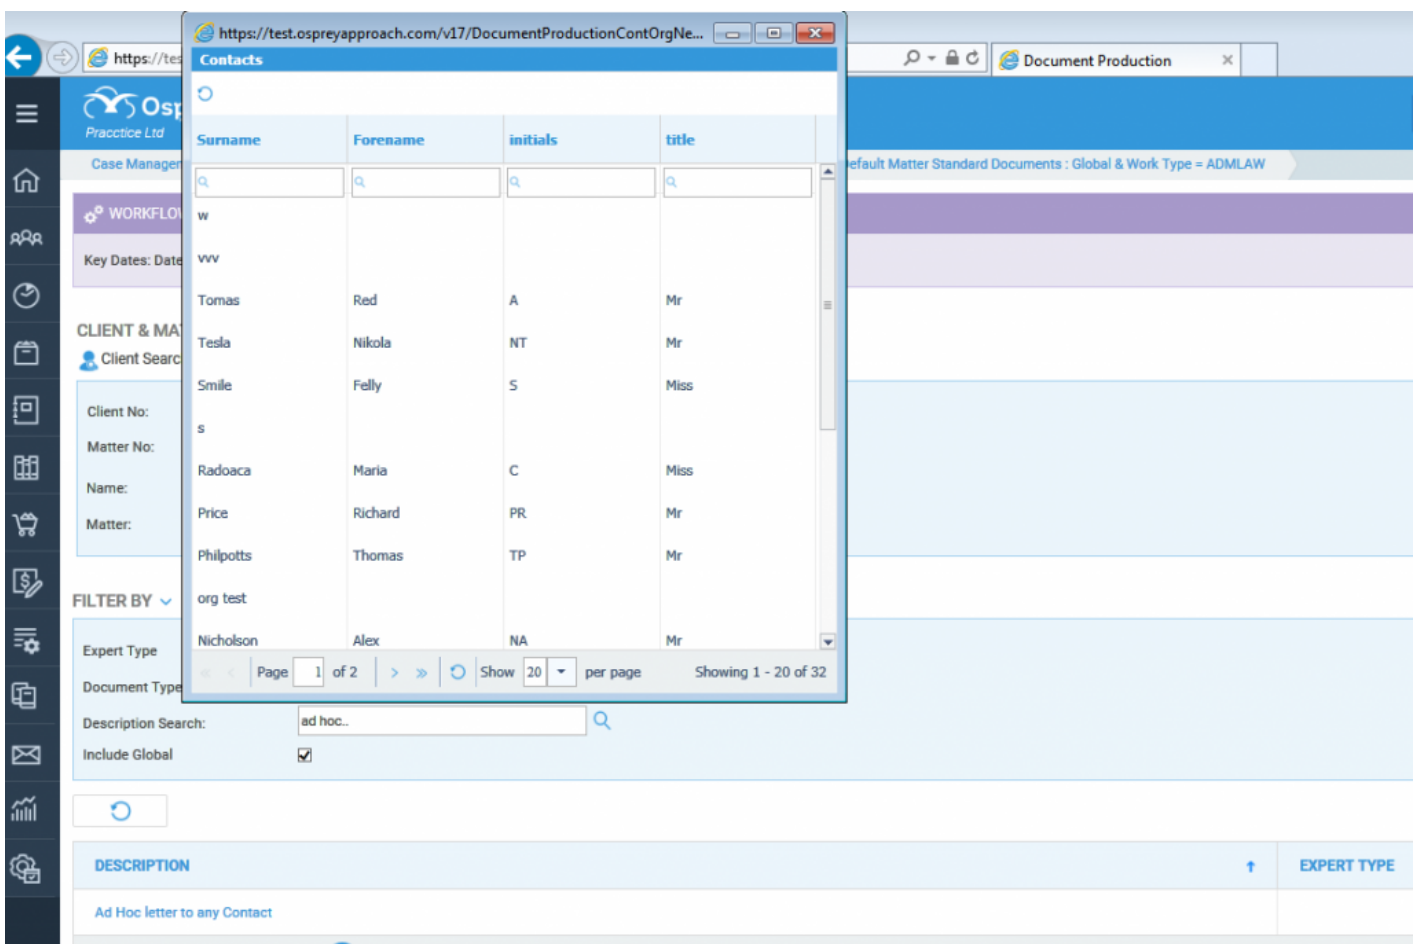 https://test.ospreyapproach.com/v17/DocumentProductionContOrgNe...
https://tes
Document Production
Contacts
Osp
Pracctice Ltd
Surname Forename initials title
Case Manager
efault Matter Standard Documents : Global & Work Type = ADMLAW
WORKFLO
w
Key Dates: Date
vvv
Tomas Red A Mr
CLIENT & MA
Tesla Nikola NT Mr
Client Searc
Smile Felly S Miss
Client No:
s
Matter No:
Radoaca Maria C Miss
Name:
Price Richard PR Mr
Matter:
Philpotts Thomas TP Mr
FILTER BY
org test
Nicholson Alex NA Mr
Expert Type
Page 1 of 2 Show 20 per page Showing 1 - 20 of 32
Document Type
Description Search: ad hoc..
Include Global
DESCRIPTION EXPERT TYPE
Ad Hoc letter to any Contact